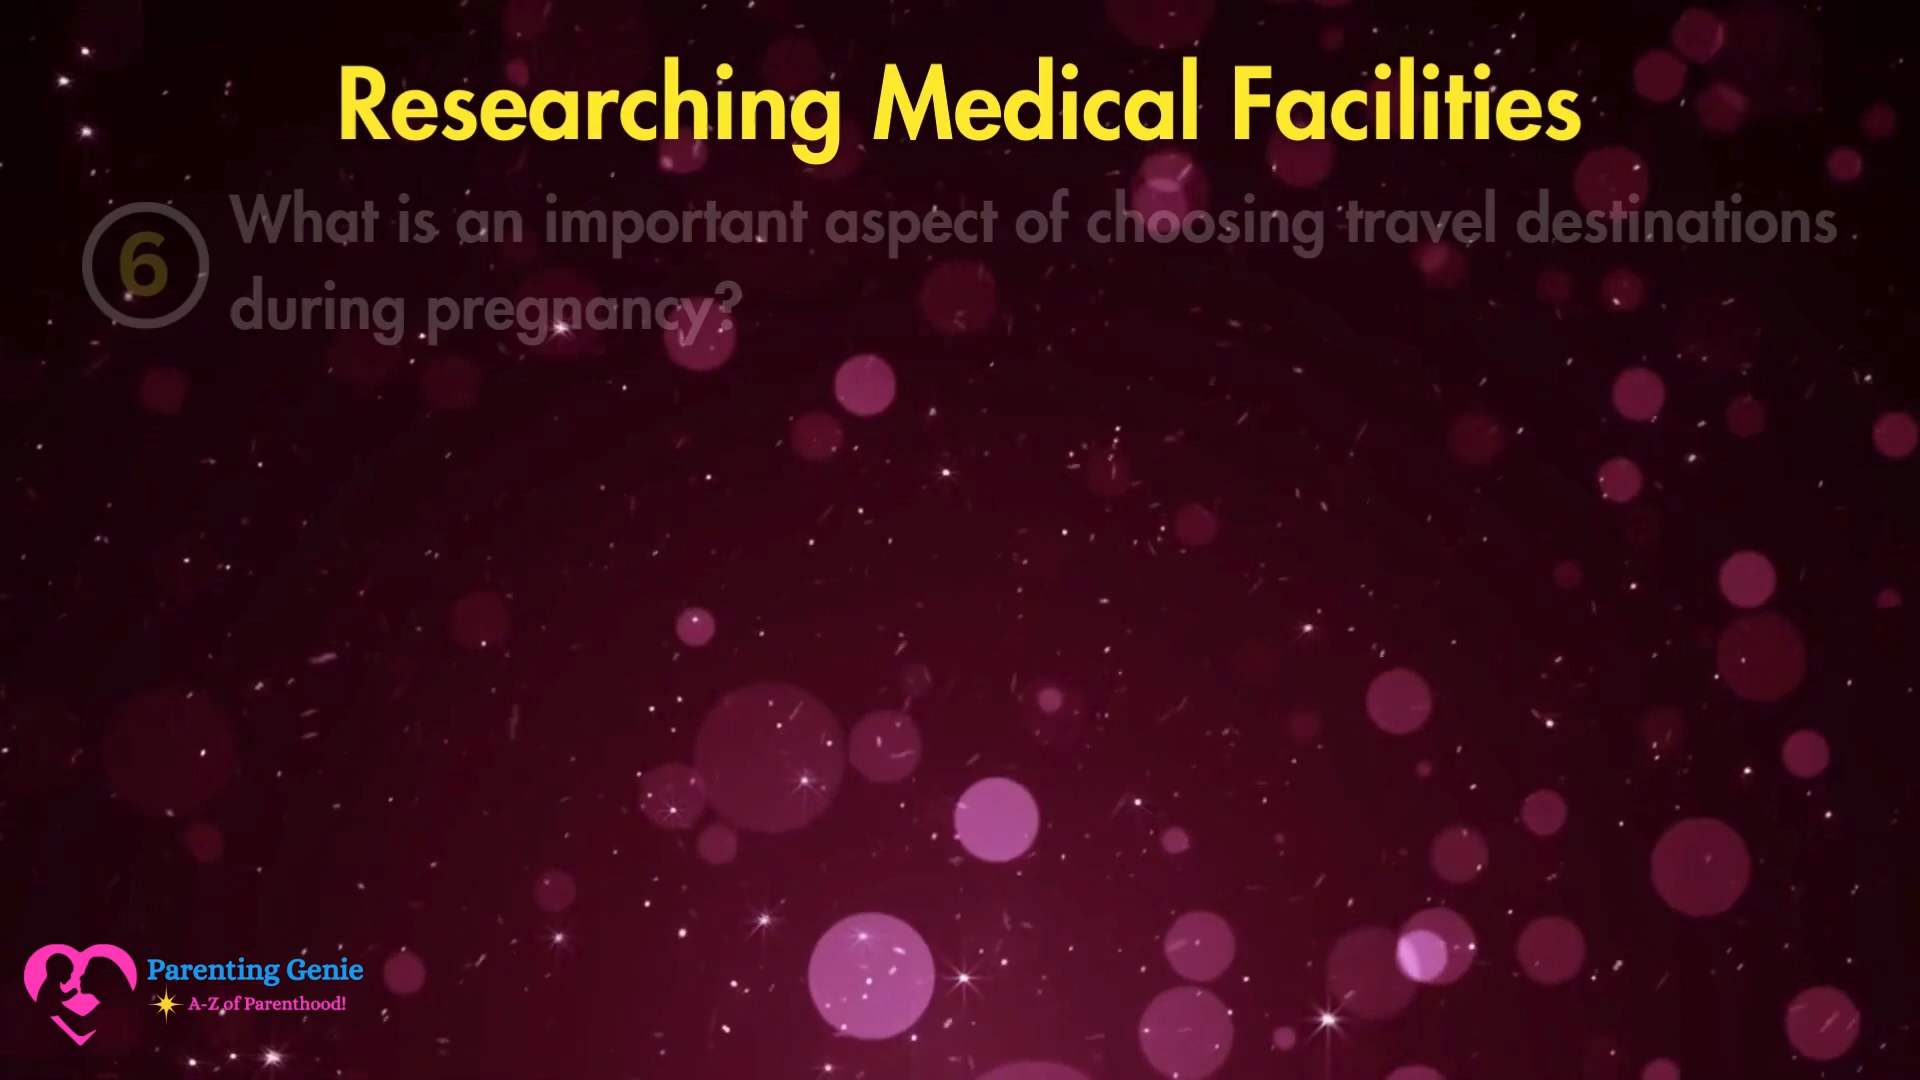 Researching Medical Facilities
6 What is an important aspect of choosing travel destinations
during pregnancy?
Parenting Genie
A-Z of Parenthood!